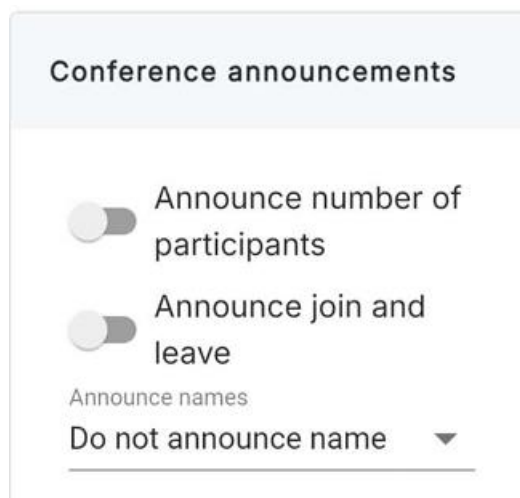 Conference announcements
Announce number of
participants
Announce join and
leave
Announce names
Do not announce name